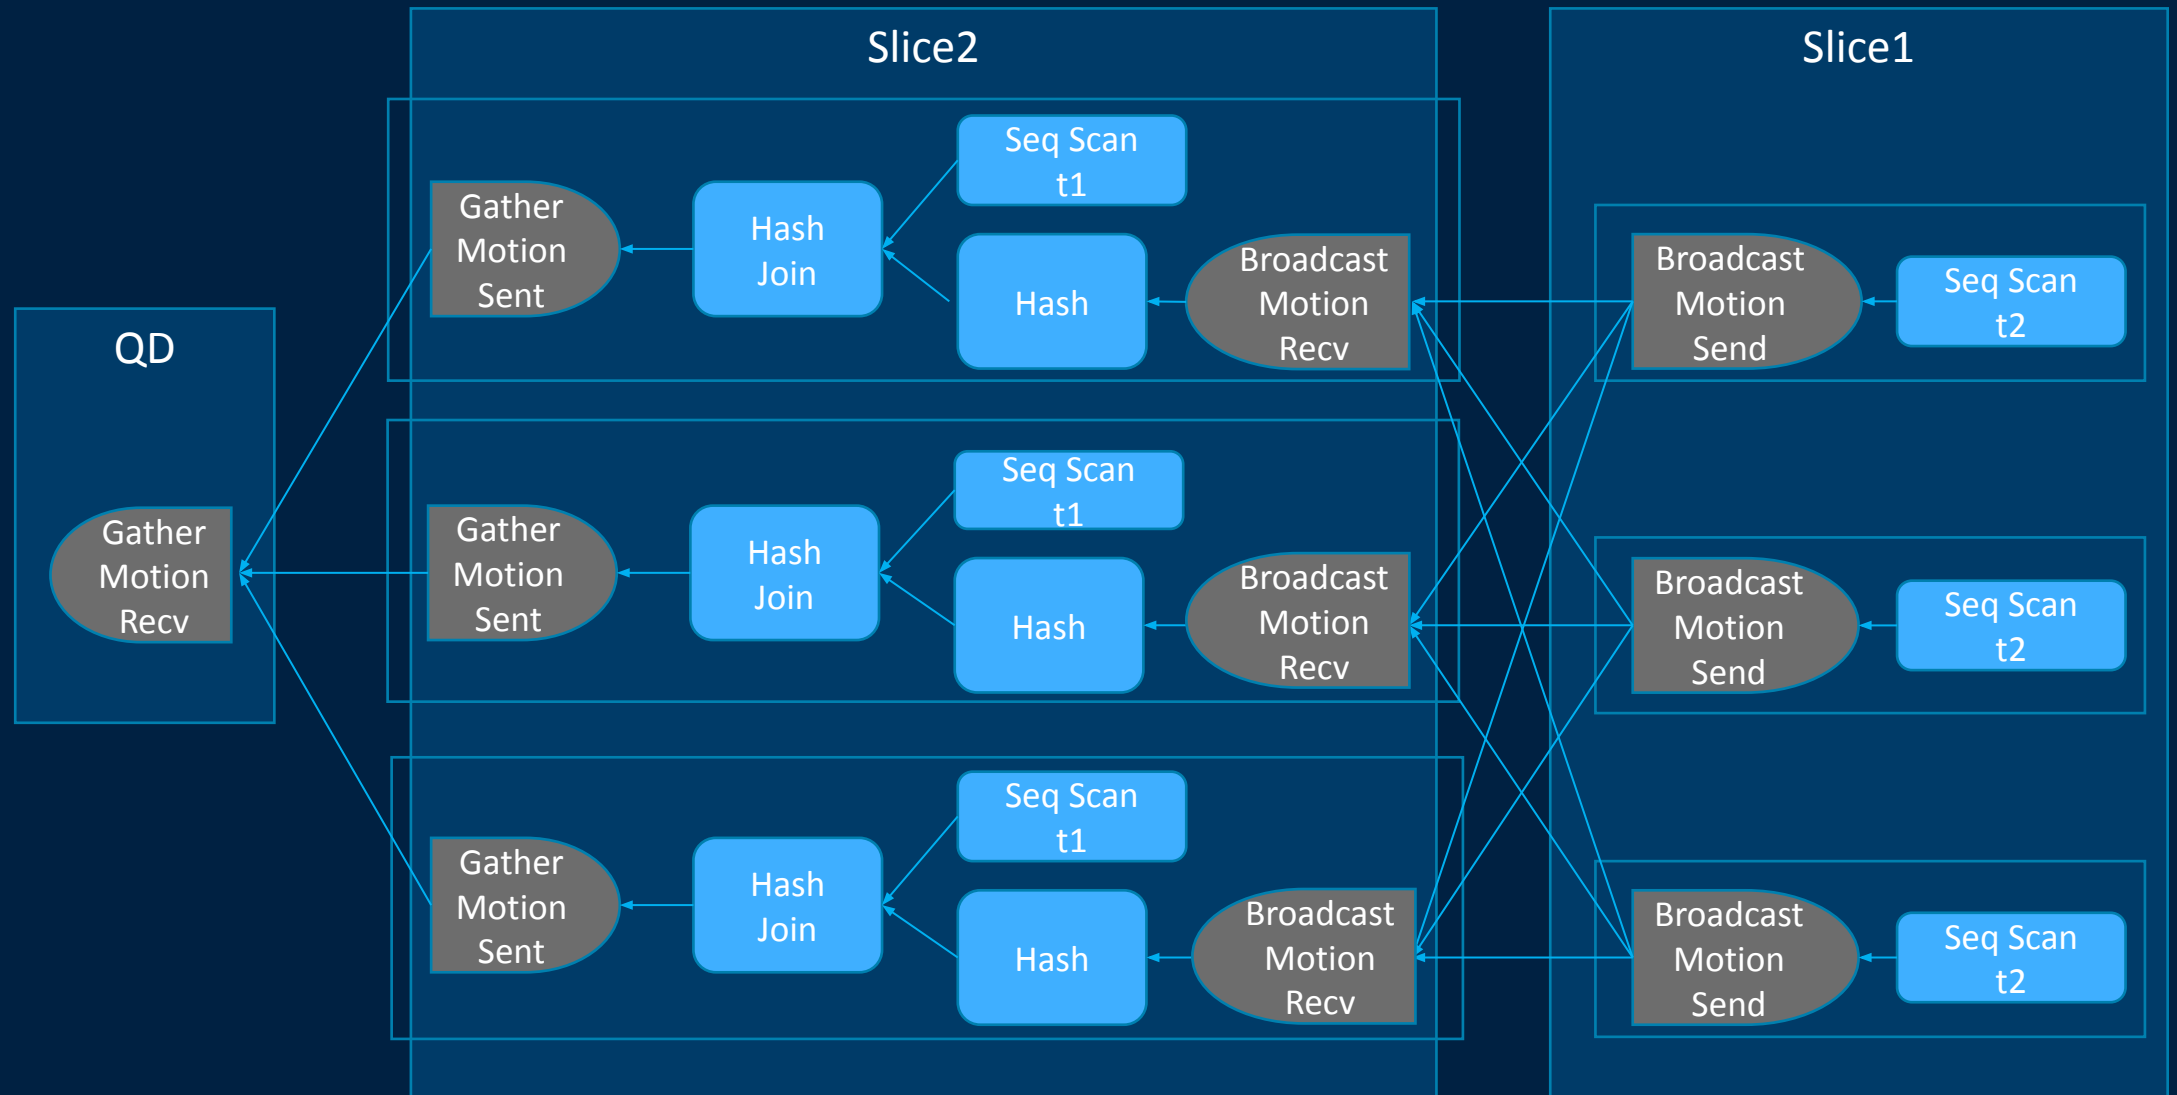 Slice2
Slice1
QD
Gather
Motion
Recv
Gather
Motion
Sent
Hash
Join
Seq Scan
t1
Hash
Broadcast
Motion
Recv
Broadcast
Motion
Send
Seq Scan
t2
Gather
Motion
Sent
Hash
Join
Seq Scan
t1
Hash
Broadcast
Motion
Recv
Broadcast
Motion
Send
Seq Scan
t2
Gather
Motion
Sent
Hash
Join
Seq Scan
t1
Hash
Broadcast
Motion
Recv
Broadcast
Motion
Send
Seq Scan
t2